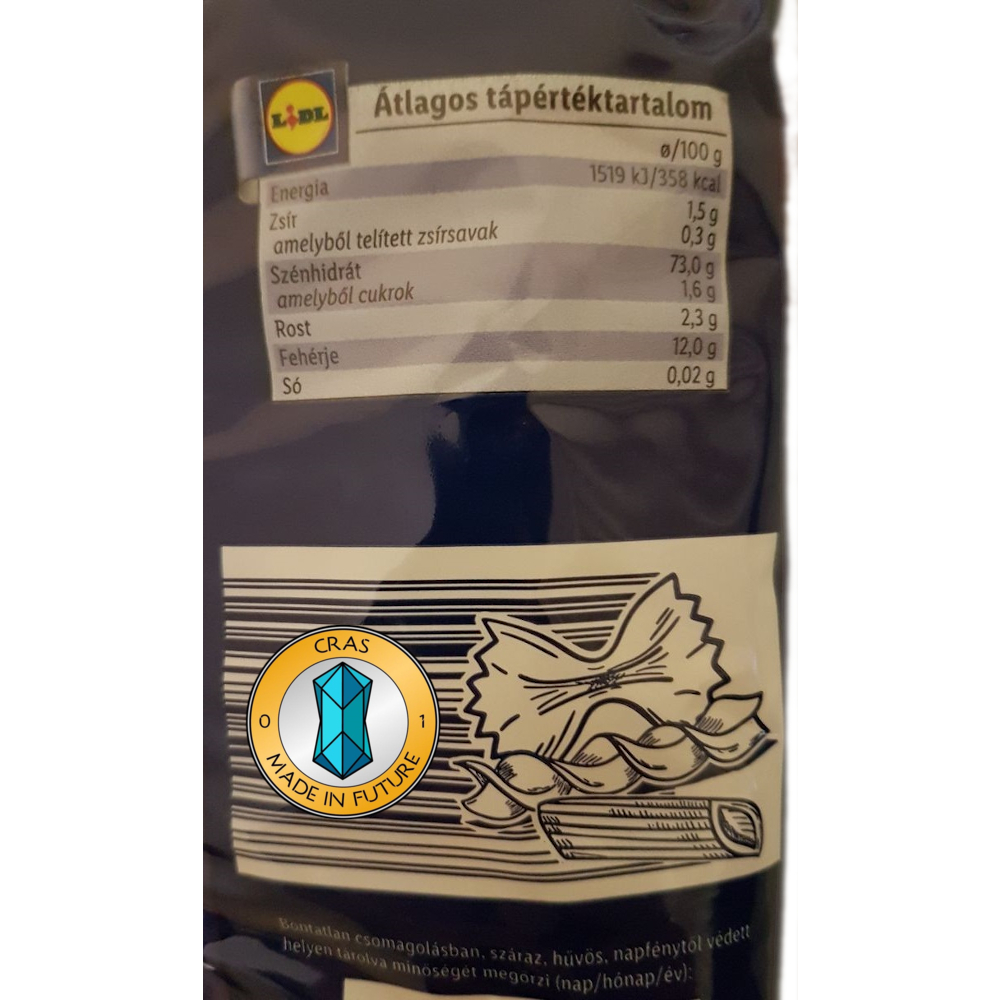 LIDL
Átlagos tápértéktartalom
ø/100 g
Energia 1519 kJ/358 kcal
Zsír 1,5 g
amelyből telített zsírsavak 0,3 g
Szénhidrát 73,0 g
amelyből cukrok 1,6 g
Rost 2,3 g
Fehérje 12,0 g
Só 0,02 g
CRAS
0 1
MADE IN FUTURE
Bontatlan csomagolásban, száraz, hűvös, napfénytől védett
helyen tárolva minőségét megőrzi (nap/hónap/év):